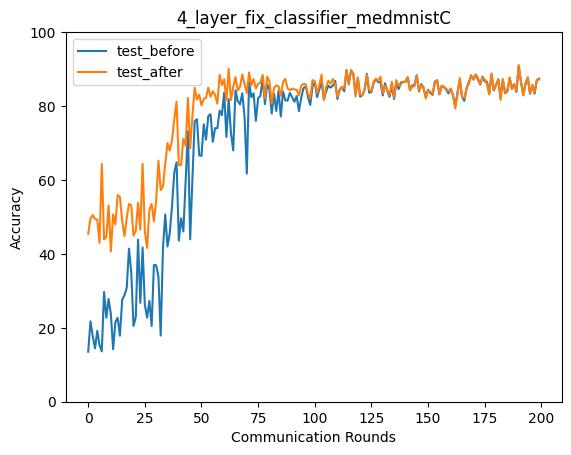 4_layer_fix_classifier_medmnistC
test_before
test_after
100
80
60
40
20
0
Accuracy
0 25 50 75 100 125 150 175 200
Communication Rounds